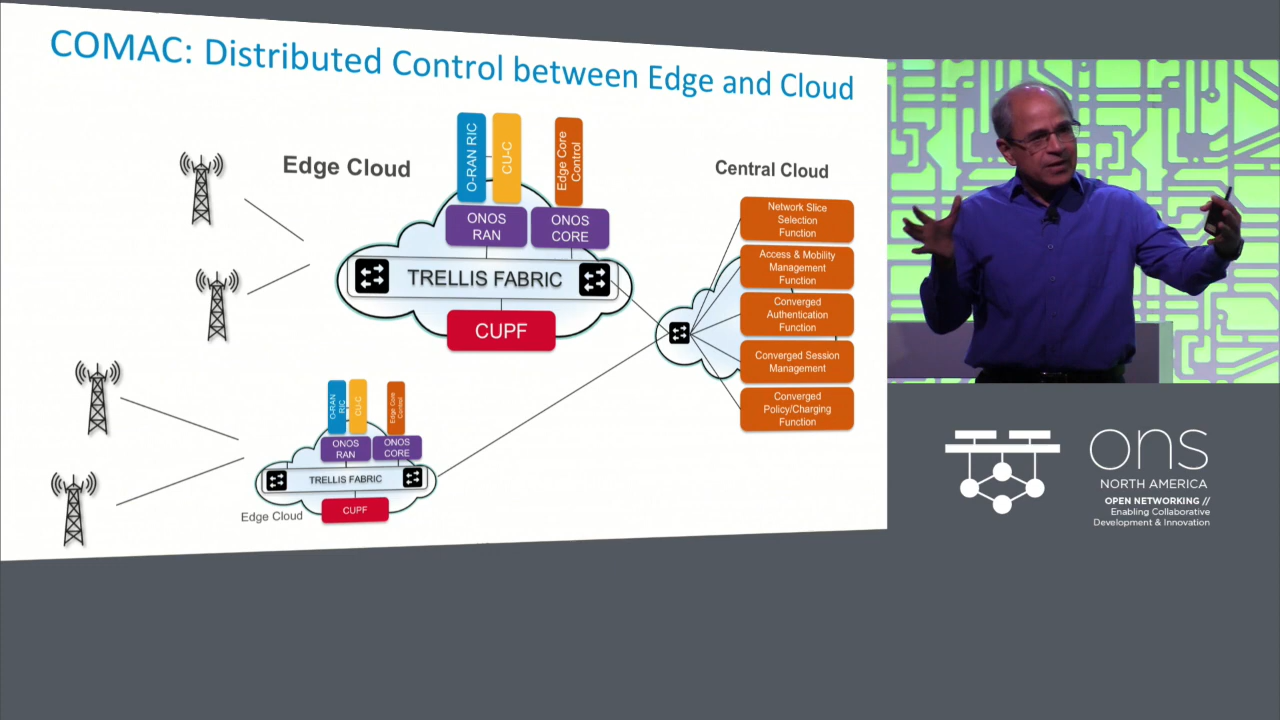 COMAC: Distributed Control between Edge and Cloud
Edge Cloud
O-RAN RIC
CU-C
Edge Core
Control
ONOS
RAN
ONOS
CORE
TRELLIS FABRIC
CUPF
Central Cloud
Network Slice
Selection
Function
Access & Mobility
Management
Function
Converged
Authentication
Function
Converged Session
Management
Converged
Policy/Charging
Function
O-RAN
RIC
CU-C
Edge Core
Control
ONOS
RAN
ONOS
CORE
TRELLIS FABRIC
CUPF
Edge Cloud
ons
NORTH AMERICA
OPEN NETWORKING //
Enabling Collaborative
Development & Innovation